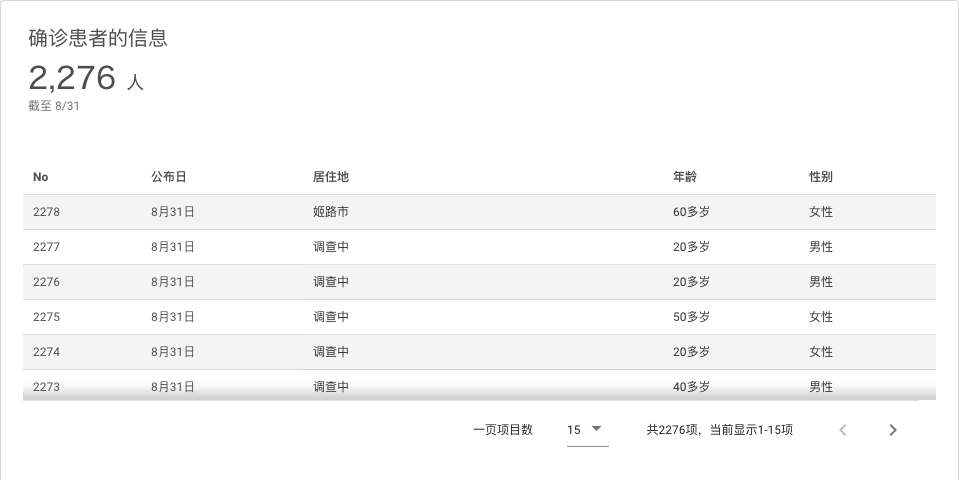 确诊患者的信息
2,276 人
截至 8/31
No 公布日 居住地 年龄 性别
2278 8月31日 姬路市 60多岁 女性
2277 8月31日 调查中 20多岁 男性
2276 8月31日 调查中 20多岁 男性
2275 8月31日 调查中 50多岁 女性
2274 8月31日 调查中 20多岁 女性
2273 8月31日 调查中 40多岁 男性
一页项目数 15 共2276项，当前显示1-15项